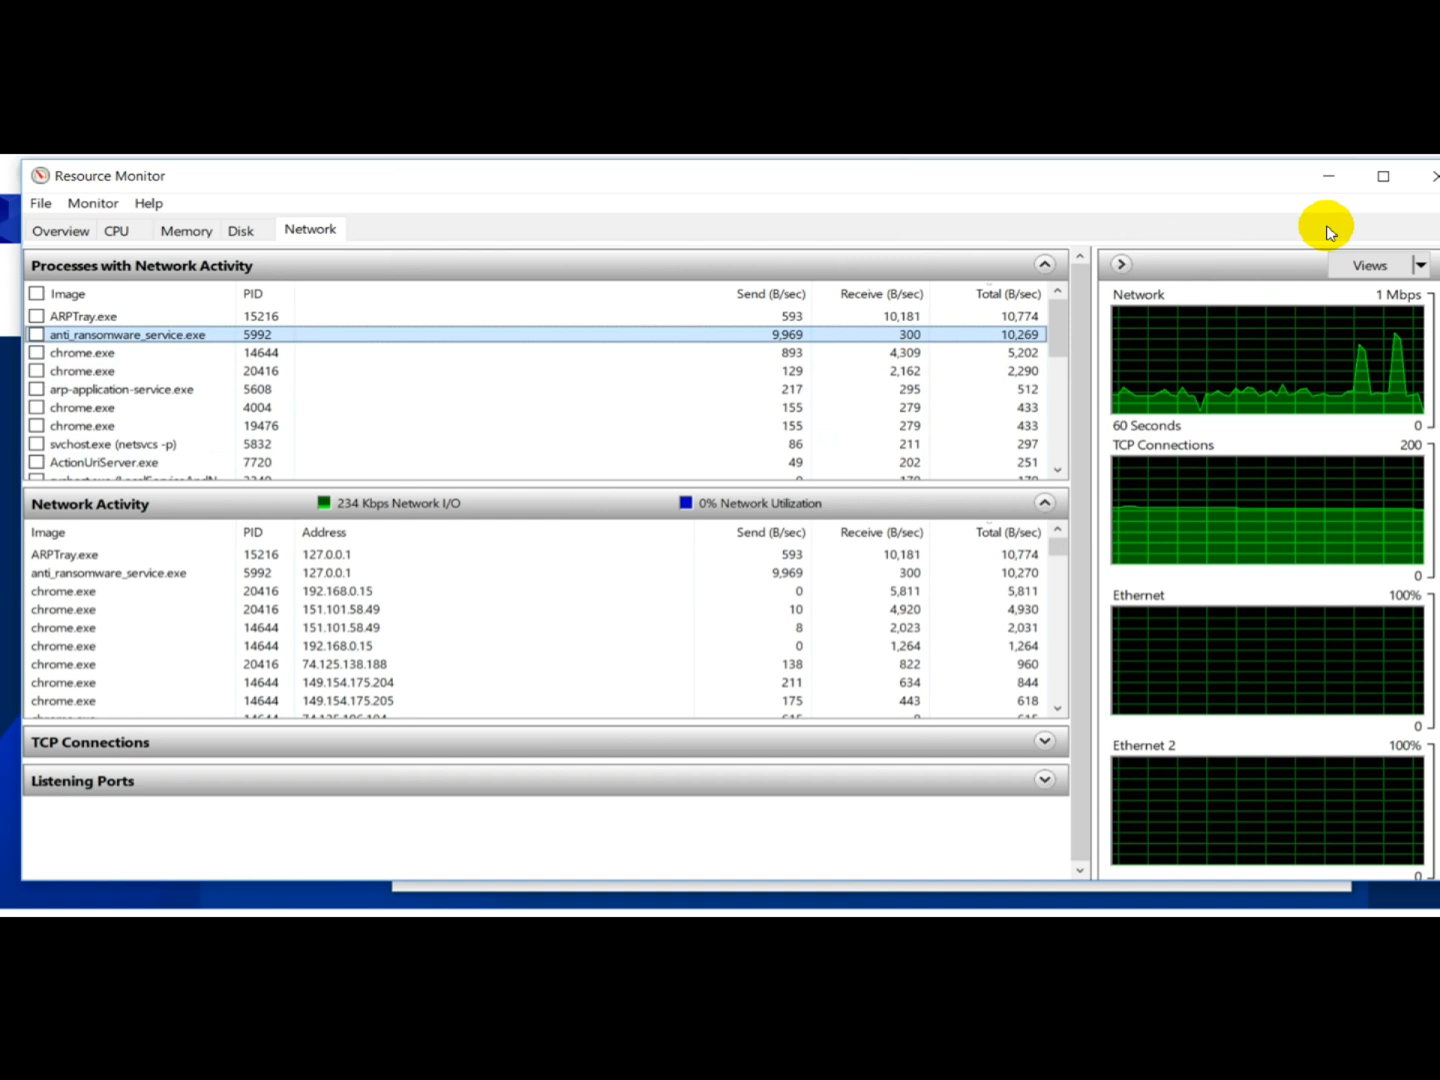 Resource Monitor
File Monitor Help
Overview CPU Memory Disk Network
Processes with Network Activity
Image PID Send (B/sec) Receive (B/sec) Total (B/sec)
ARPTray.exe 15216 593 10,181 10,774
anti_ransomware_service.exe 5992 9,969 300 10,269
chrome.exe 14644 893 4,309 5,202
chrome.exe 20416 129 2,162 2,290
arp-application-service.exe 5608 217 295 512
chrome.exe 4004 155 279 433
chrome.exe 19476 155 279 433
svchost.exe (netsvcs -p) 5832 86 211 297
ActionUriServer.exe 7720 49 202 251
Network Activity 234 Kbps Network I/O 0% Network Utilization
Image PID Address Send (B/sec) Receive (B/sec) Total (B/sec)
ARPTray.exe 15216 127.0.0.1 593 10,181 10,774
anti_ransomware_service.exe 5992 127.0.0.1 9,969 300 10,270
chrome.exe 20416 192.168.0.15 0 5,811 5,811
chrome.exe 20416 151.101.58.49 10 4,920 4,930
chrome.exe 14644 151.101.58.49 8 2,023 2,031
chrome.exe 14644 192.168.0.15 0 1,264 1,264
chrome.exe 20416 74.125.138.188 138 822 960
chrome.exe 14644 149.154.175.204 211 634 844
chrome.exe 14644 149.154.175.205 175 443 618
TCP Connections
Listening Ports
Views
Network 1 Mbps
60 Seconds 0
TCP Connections 200
0
Ethernet 100%
0
Ethernet 2 100%
0